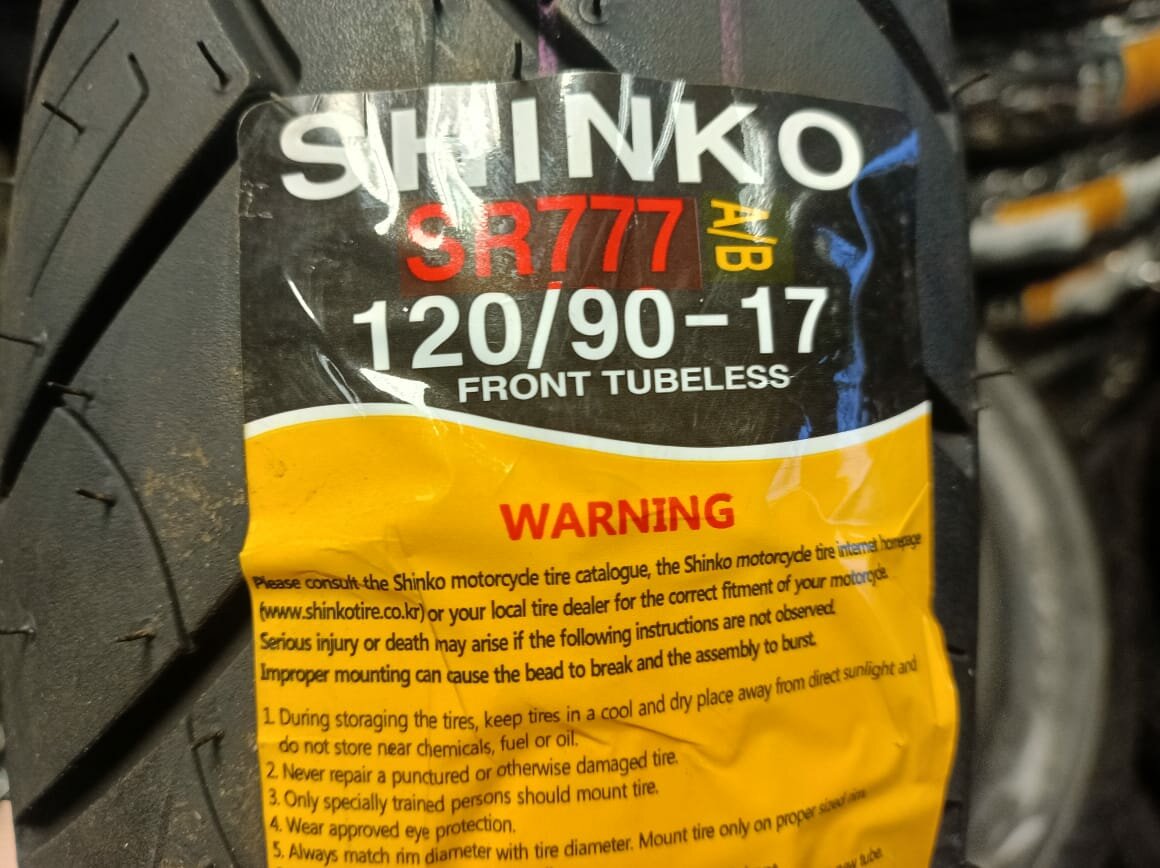 SHINKO
SR777 A/B
120/90-17
FRONT TUBELESS
WARNING
Please consult the Shinko motorcycle tire catalogue, the Shinko motorcycle tire internet homepage
(www.shinkotire.co.kr) or your local tire dealer for the correct fitment of your motorcycle.
Serious injury or death may arise if the following instructions are not observed.
Improper mounting can cause the bead to break and the assembly to burst.
1. During storaging the tires, keep tires in a cool and dry place away from direct sunlight and
do not store near chemicals, fuel or oil.
2. Never repair a punctured or otherwise damaged tire.
3. Only specially trained persons should mount tire.
4. Wear approved eye protection.
5. Always match rim diameter with tire diameter. Mount tire only on proper sized rim.
tube.